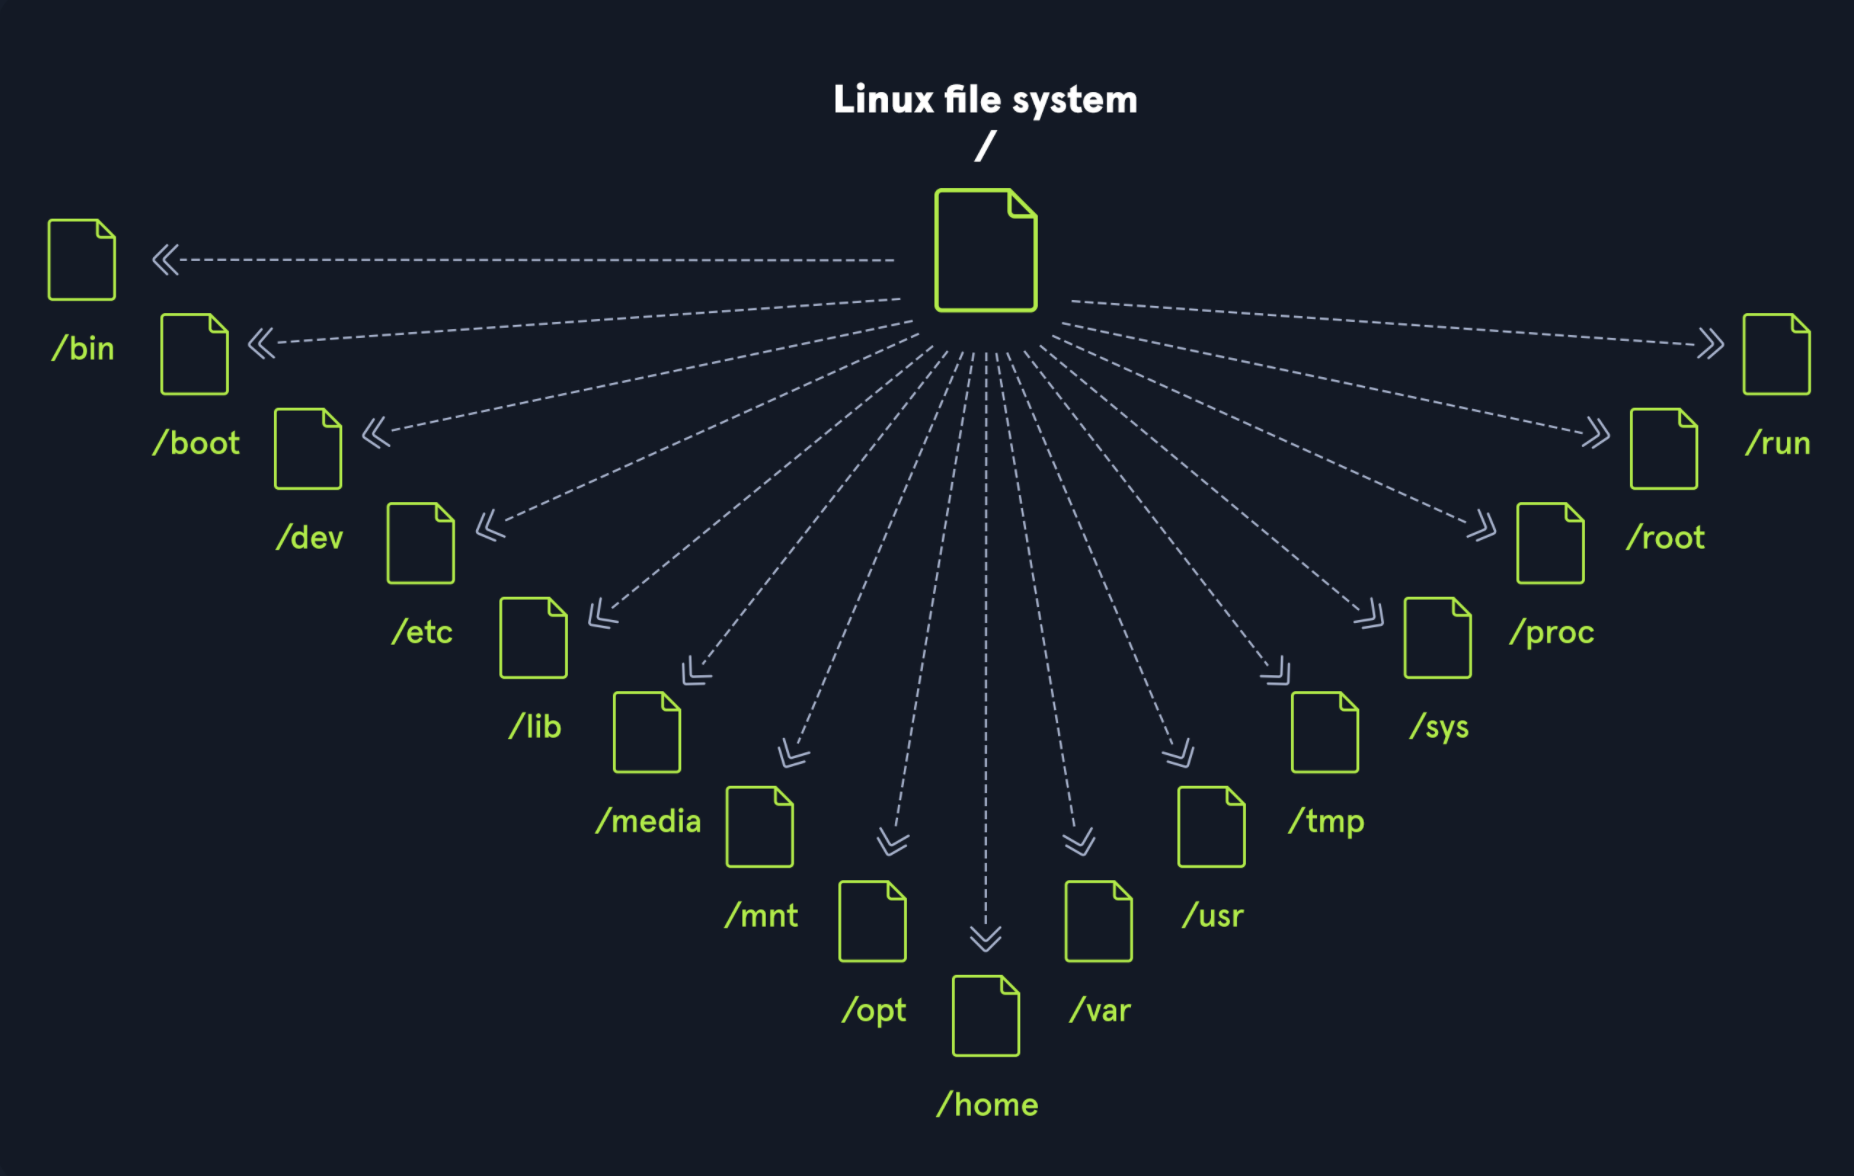 Linux file system
/
/bin
/boot
/run
/dev
/root
/etc
/proc
/lib
/sys
/media
/tmp
/mnt
/usr
/opt
/var
/home